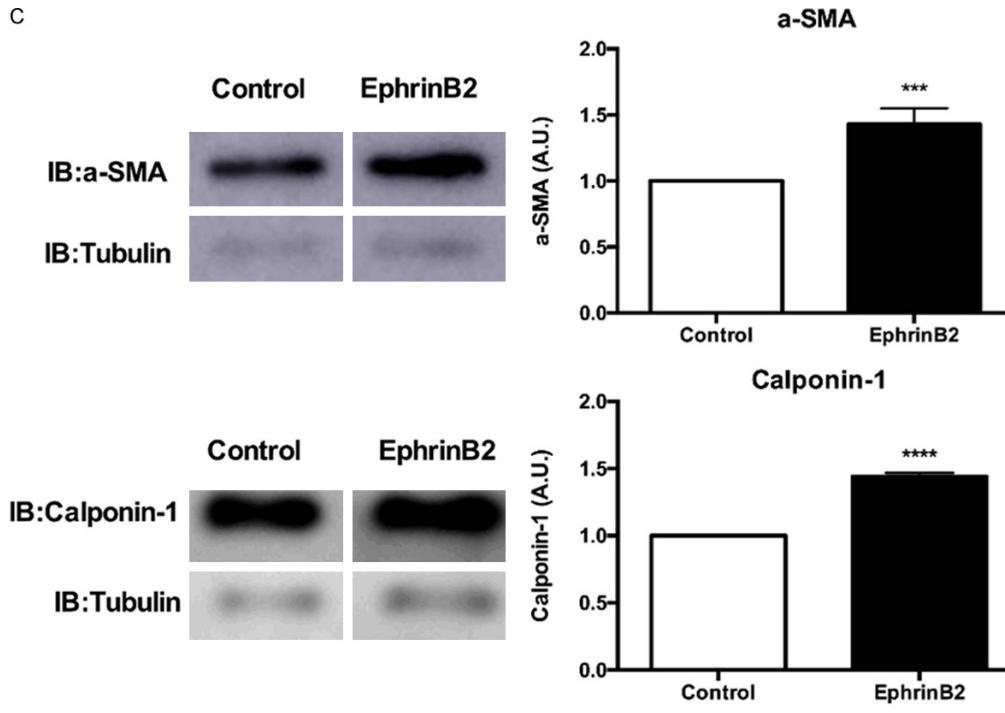 C
Control EphrinB2
IB:a-SMA
IB:Tubulin
a-SMA
a-SMA (A.U.)
2.0
1.5
1.0
0.5
0.0
***
Control EphrinB2
Control EphrinB2
IB:Calponin-1
IB:Tubulin
Calponin-1
Calponin-1 (A.U.)
2.0
1.5
1.0
0.5
0.0
****
Control EphrinB2